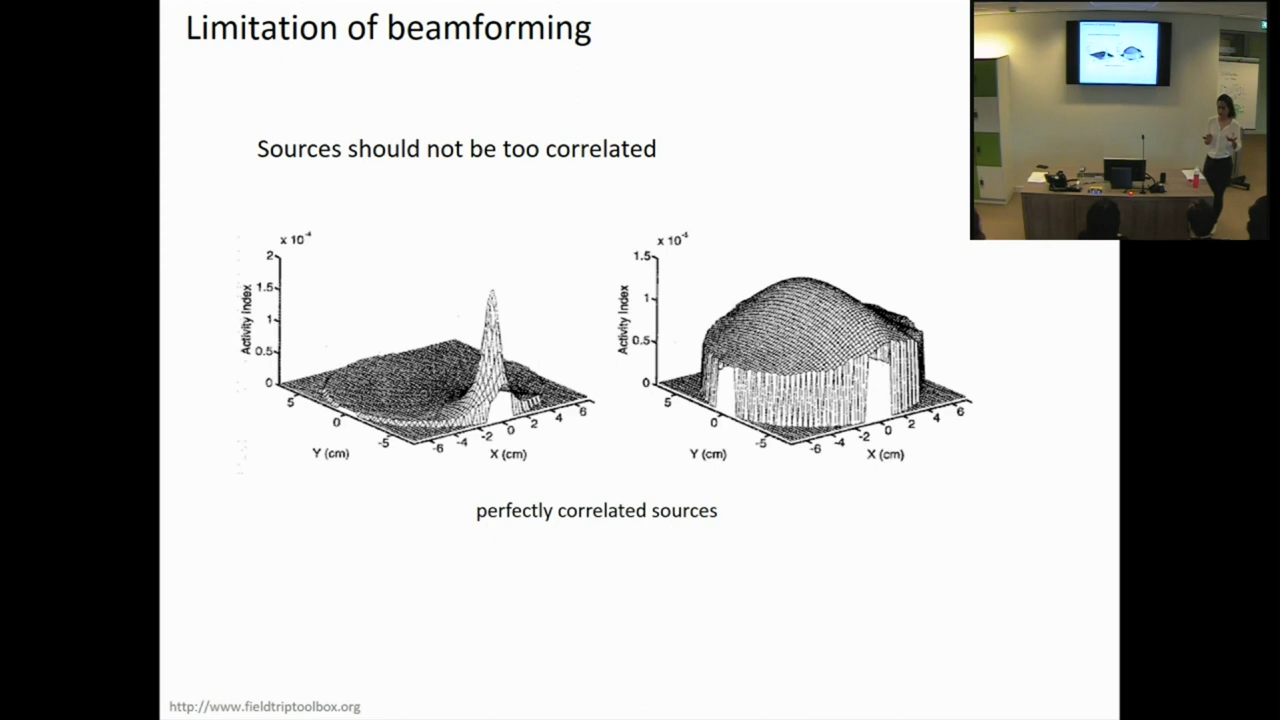 Limitation of beamforming
Sources should not be too correlated
x 10⁻⁴
2
1.5
1
0.5
0
Activity Index
5
0
-5
Y (cm)
-6
-4
-2
0
2
4
6
X (cm)
1.5
1
0.5
0
Activity Index
5
0
-5
Y (cm)
-6
-4
-2
0
2
4
6
X (cm)
perfectly correlated sources
http://www.fieldtriptoolbox.org